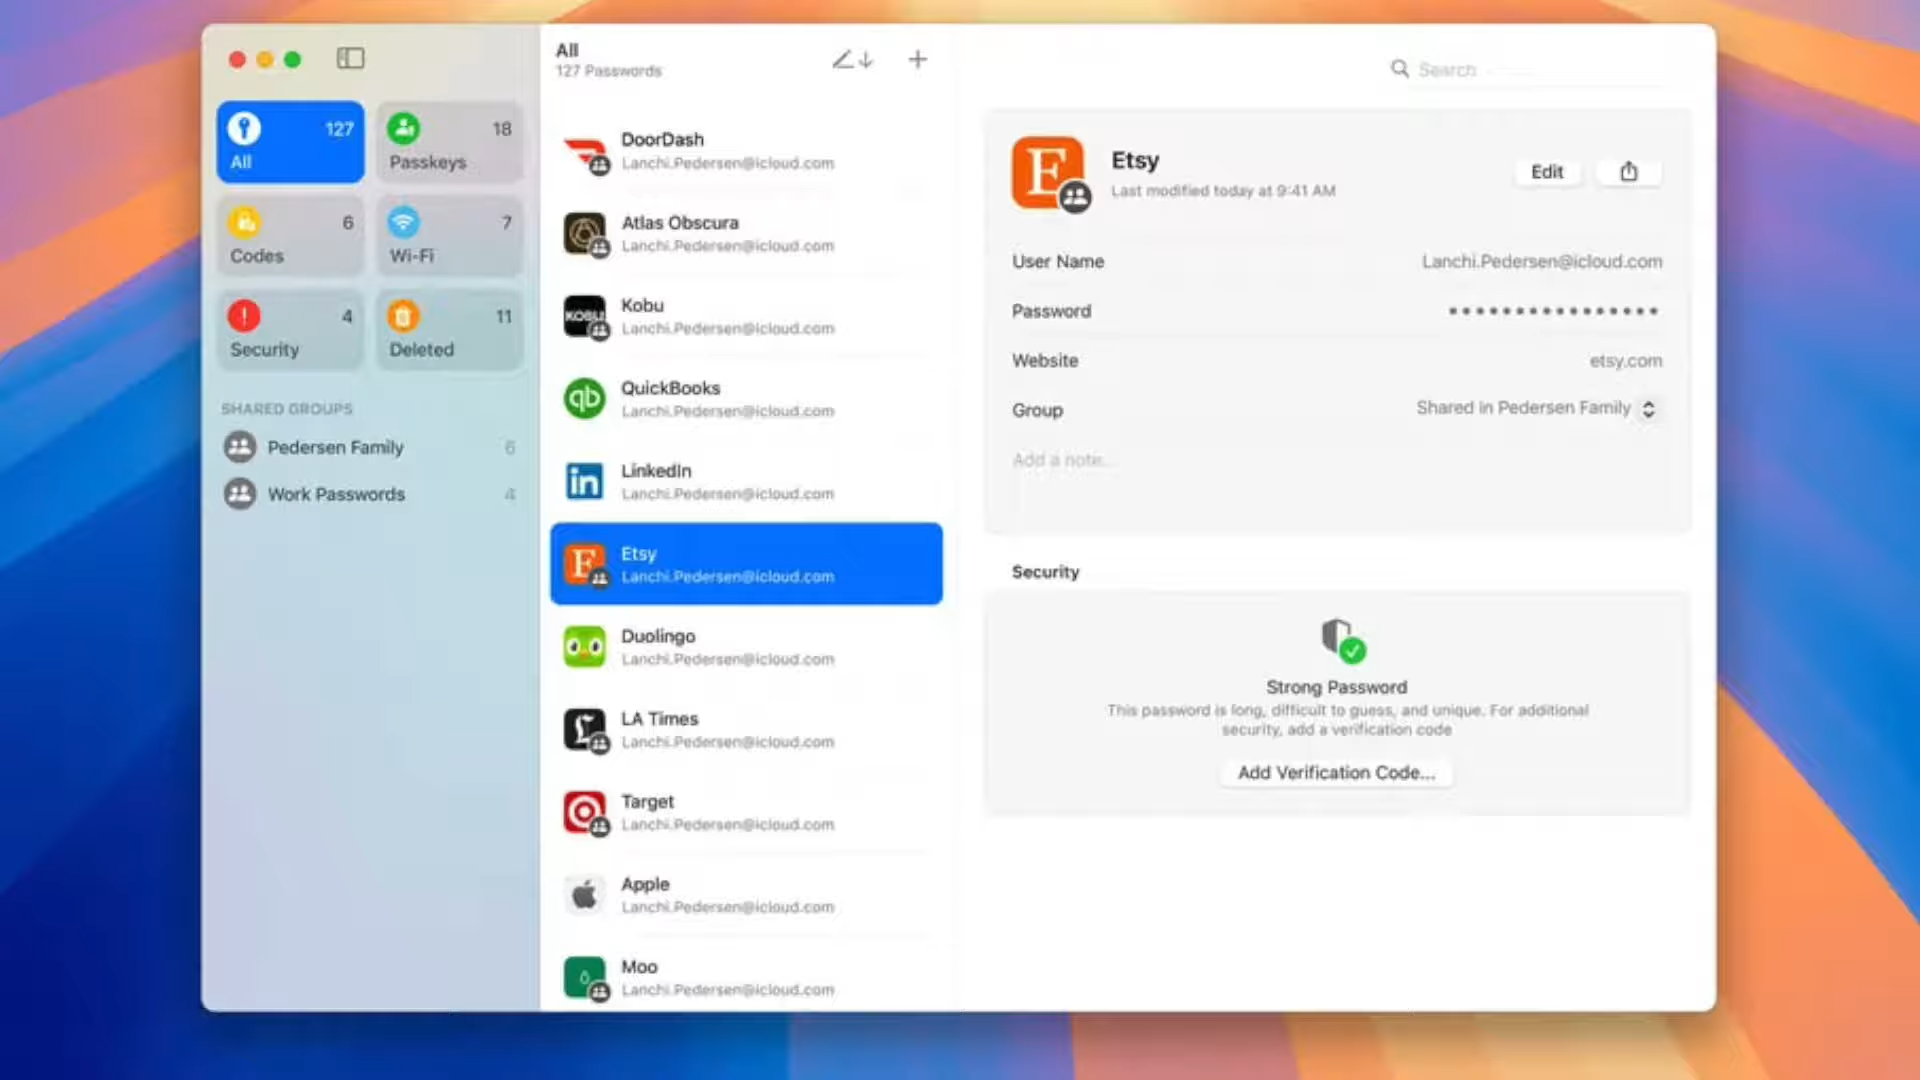 All
127 Passwords
Search
127
All
18
Passkeys
6
Codes
7
Wi-Fi
4
Security
11
Deleted
SHARED GROUPS
Pedersen Family 6
Work Passwords 4
DoorDash
Lanchi.Pedersen@icloud.com
Atlas Obscura
Lanchi.Pedersen@icloud.com
KOBU
Kobu
Lanchi.Pedersen@icloud.com
qb
QuickBooks
Lanchi.Pedersen@icloud.com
in
LinkedIn
Lanchi.Pedersen@icloud.com
E
Etsy
Lanchi.Pedersen@icloud.com
Duolingo
Lanchi.Pedersen@icloud.com
LA Times
Lanchi.Pedersen@icloud.com
Target
Lanchi.Pedersen@icloud.com
Apple
Lanchi.Pedersen@icloud.com
Moo
Lanchi.Pedersen@icloud.com
E
Etsy
Last modified today at 9:41 AM
Edit
User Name Lanchi.Pedersen@icloud.com
Password ••••••••••••••••
Website etsy.com
Group Shared in Pedersen Family
Add a note...
Security
Strong Password
This password is long, difficult to guess, and unique. For additional
security, add a verification code
Add Verification Code...